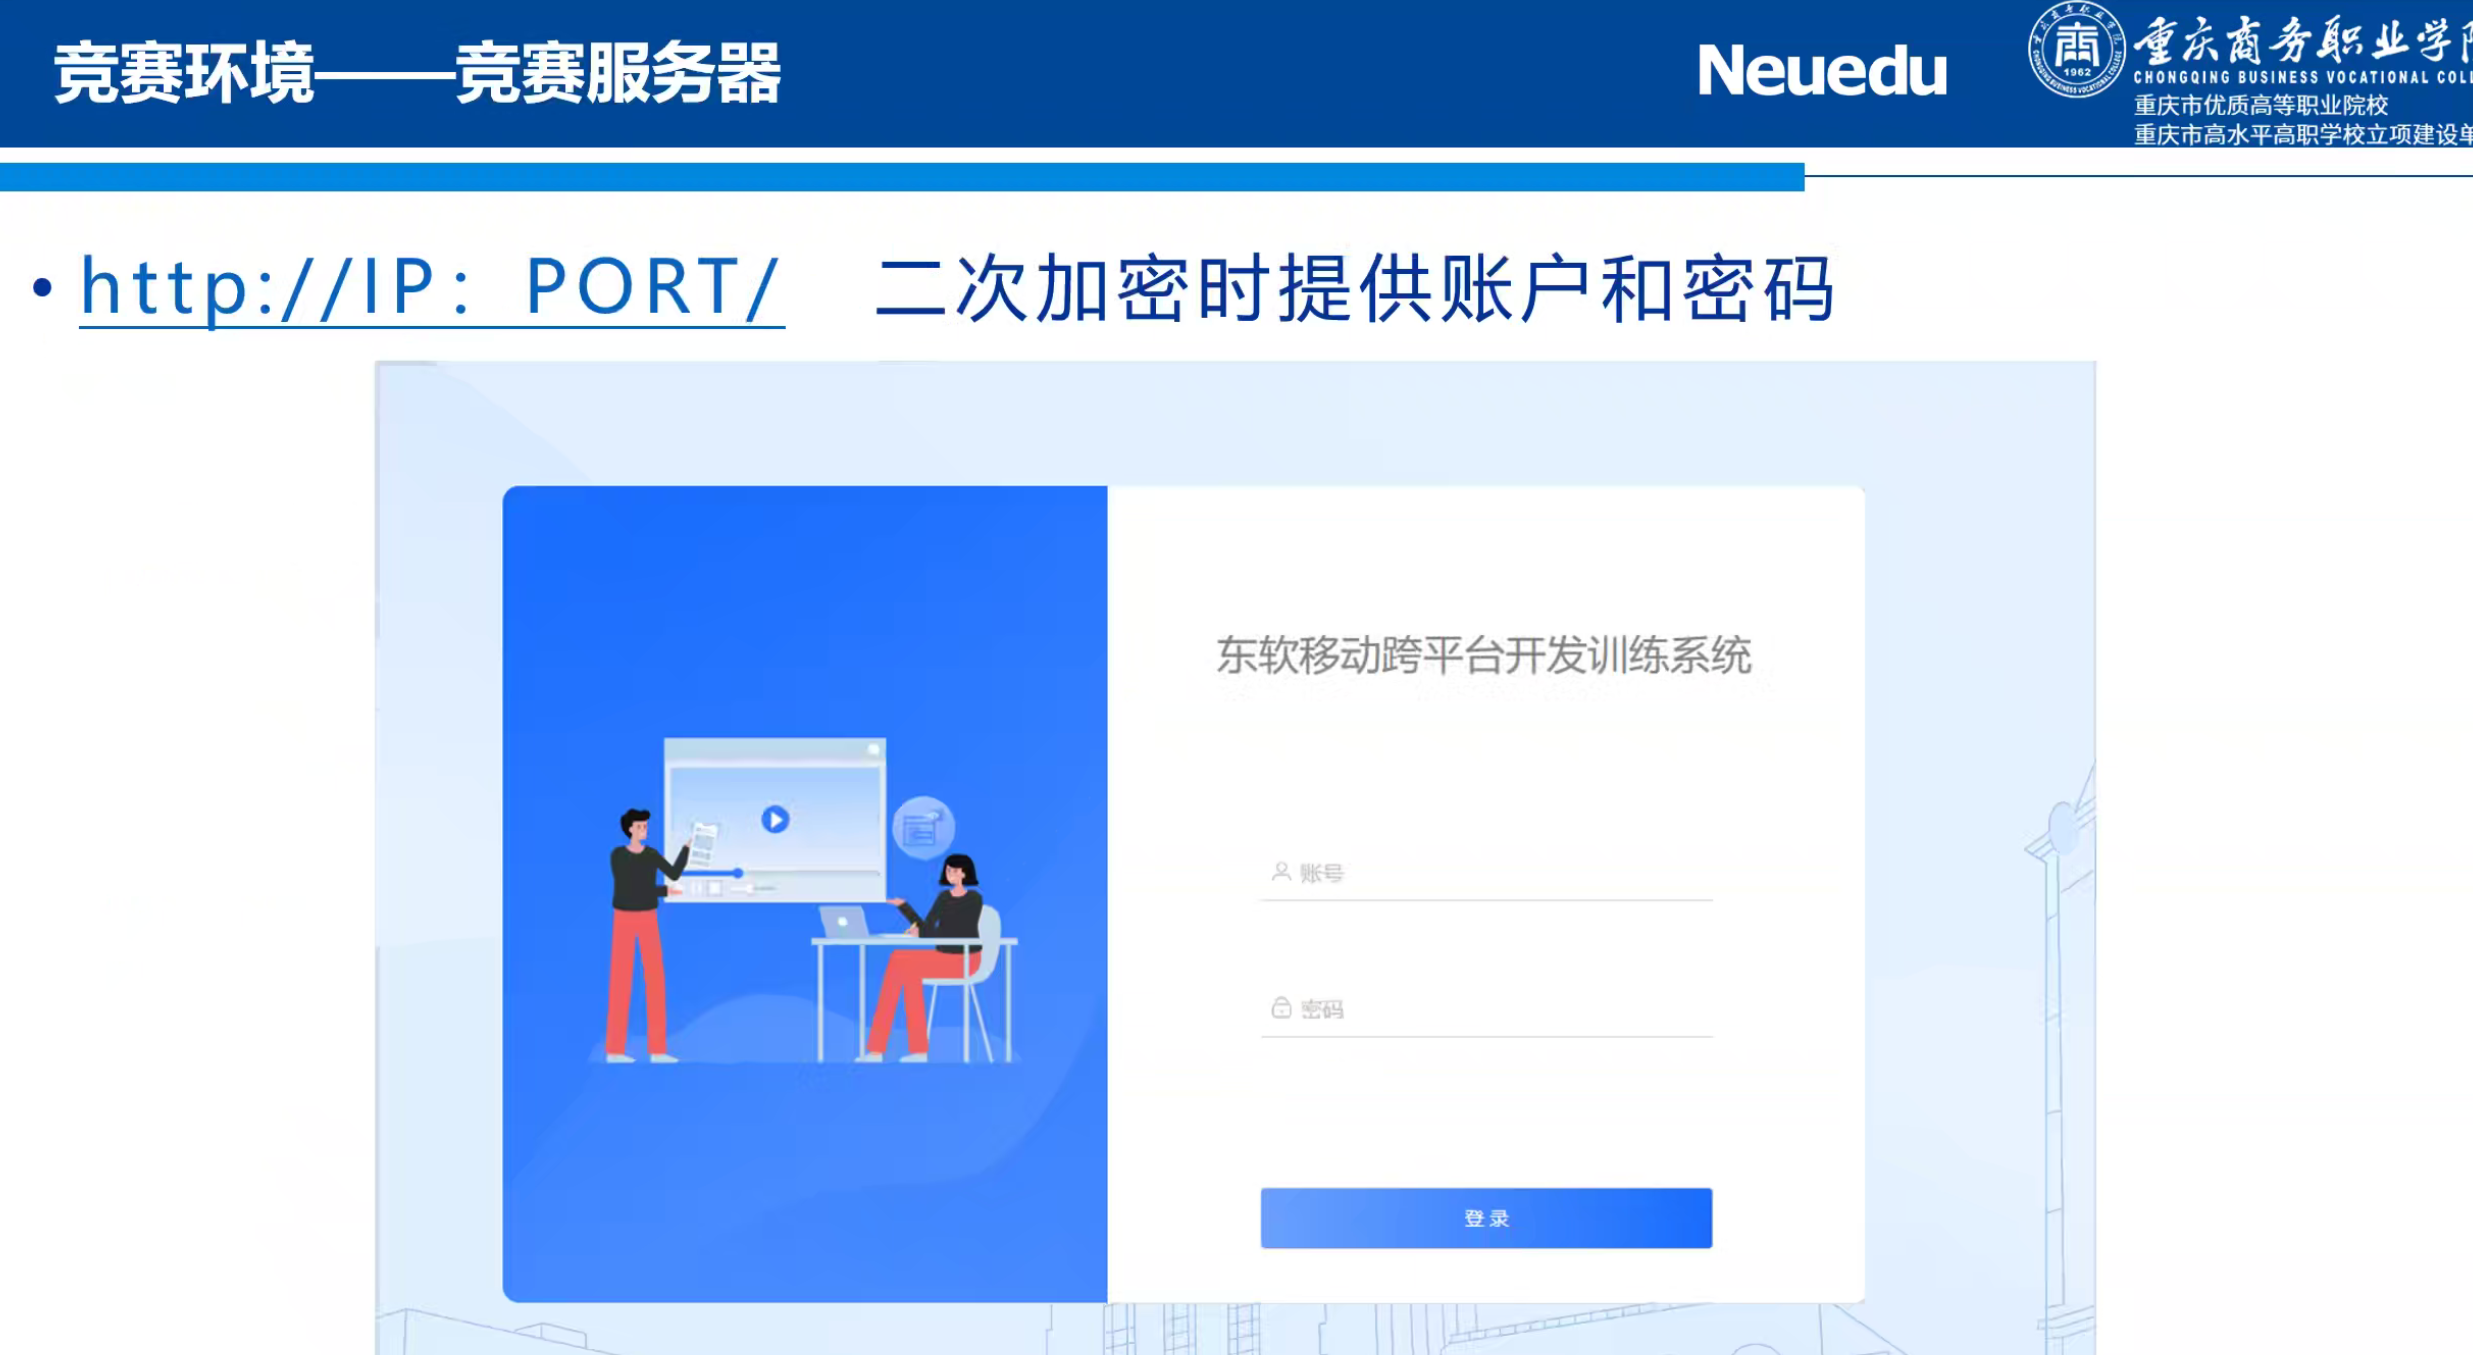 竞赛环境——竞赛服务器
Neuedu
重庆商务职业学院
1962
CHONGQING BUSINESS VOCATIONAL COLL
重庆市优质高等职业院校
重庆市高水平高职学校立项建设单
• http://IP：PORT/ 二次加密时提供账户和密码
东软移动跨平台开发训练系统
账号
密码
登录